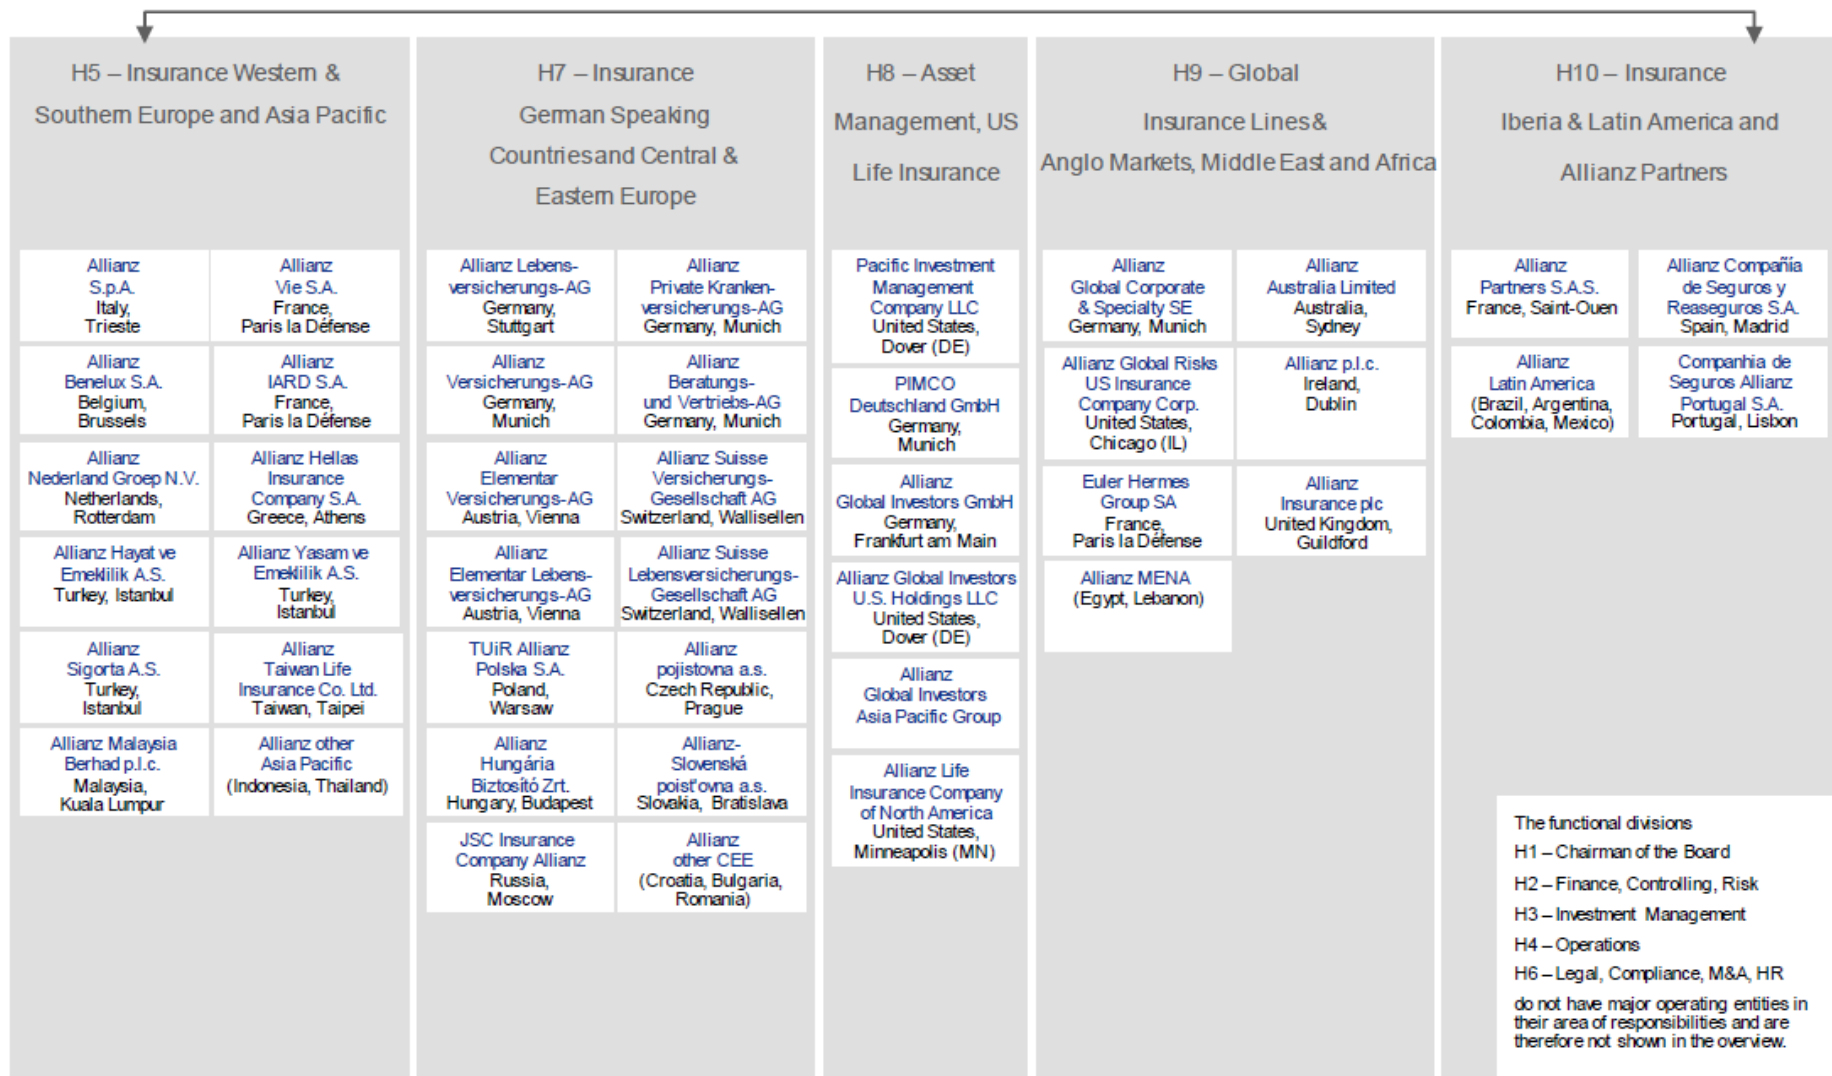 H5 – Insurance Western &
Southern Europe and Asia Pacific
Allianz
S.p.A.
Italy,
Trieste
Allianz
Vie S.A.
France,
Paris la Défense
Allianz
Benelux S.A.
Belgium,
Brussels
Allianz
IARD S.A.
France,
Paris la Défense
Allianz
Nederland Groep N.V.
Netherlands,
Rotterdam
Allianz Hellas
Insurance
Company S.A.
Greece, Athens
Allianz Hayat ve
Emeklilik A.S.
Turkey, Istanbul
Allianz Yasam ve
Emeklilik A.S.
Turkey,
Istanbul
Allianz
Sigorta A.S.
Turkey,
Istanbul
Allianz
Taiwan Life
Insurance Co. Ltd.
Taiwan, Taipei
Allianz Malaysia
Berhad p.l.c.
Malaysia,
Kuala Lumpur
Allianz other
Asia Pacific
(Indonesia, Thailand)
H7 – Insurance
German Speaking
Countries and Central &
Eastern Europe
Allianz Lebens-
versicherungs-AG
Germany,
Stuttgart
Allianz
Private Kranken-
versicherungs-AG
Germany, Munich
Allianz
Versicherungs-AG
Germany,
Munich
Allianz
Beratungs-
und Vertriebs-AG
Germany, Munich
Allianz
Elementar
Versicherungs-AG
Austria, Vienna
Allianz Suisse
Versicherungs-
Gesellschaft AG
Switzerland, Wallisellen
Allianz
Elementar Lebens-
versicherungs-AG
Austria, Vienna
Allianz Suisse
Lebensversicherungs-
Gesellschaft AG
Switzerland, Wallisellen
TUiR Allianz
Polska S.A.
Poland,
Warsaw
Allianz
pojistovna a.s.
Czech Republic,
Prague
Allianz
Hungária
Biztosító Zrt.
Hungary, Budapest
Allianz-
Slovenská
poist'ovna a.s.
Slovakia, Bratislava
JSC Insurance
Company Allianz
Russia,
Moscow
Allianz
other CEE
(Croatia, Bulgaria,
Romania)
H8 – Asset
Management, US
Life Insurance
Pacific Investment
Management
Company LLC
United States,
Dover (DE)
PIMCO
Deutschland GmbH
Germany,
Munich
Allianz
Global Investors GmbH
Germany,
Frankfurt am Main
Allianz Global Investors
U.S. Holdings LLC
United States,
Dover (DE)
Allianz
Global Investors
Asia Pacific Group
Allianz Life
Insurance Company
of North America
United States,
Minneapolis (MN)
H9 – Global
Insurance Lines &
Anglo Markets, Middle East and Africa
Allianz
Global Corporate
& Specialty SE
Germany, Munich
Allianz
Australia Limited
Australia,
Sydney
Allianz Global Risks
US Insurance
Company Corp.
United States,
Chicago (IL)
Allianz p.l.c.
Ireland,
Dublin
Euler Hermes
Group SA
France,
Paris la Défense
Allianz
Insurance plc
United Kingdom,
Guildford
Allianz MENA
(Egypt, Lebanon)
H10 – Insurance
Iberia & Latin America and
Allianz Partners
Allianz
Partners S.A.S.
France, Saint-Ouen
Allianz Compañía
de Seguros y
Reaseguros S.A.
Spain, Madrid
Allianz
Latin America
(Brazil, Argentina,
Colombia, Mexico)
Companhia de
Seguros Allianz
Portugal S.A.
Portugal, Lisbon
The functional divisions
H1 – Chairman of the Board
H2 – Finance, Controlling, Risk
H3 – Investment Management
H4 – Operations
H6 – Legal, Compliance, M&A, HR
do not have major operating entities in
their area of responsibilities and are
therefore not shown in the overview.